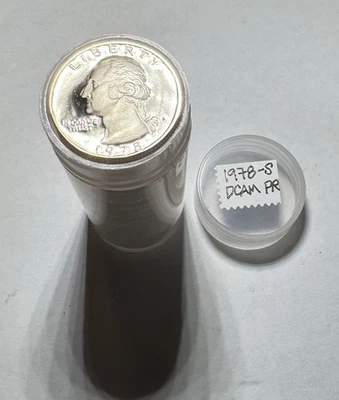 LIBERTY
IN GOD WE
TRUST
1978
1978-S
DCAM PR